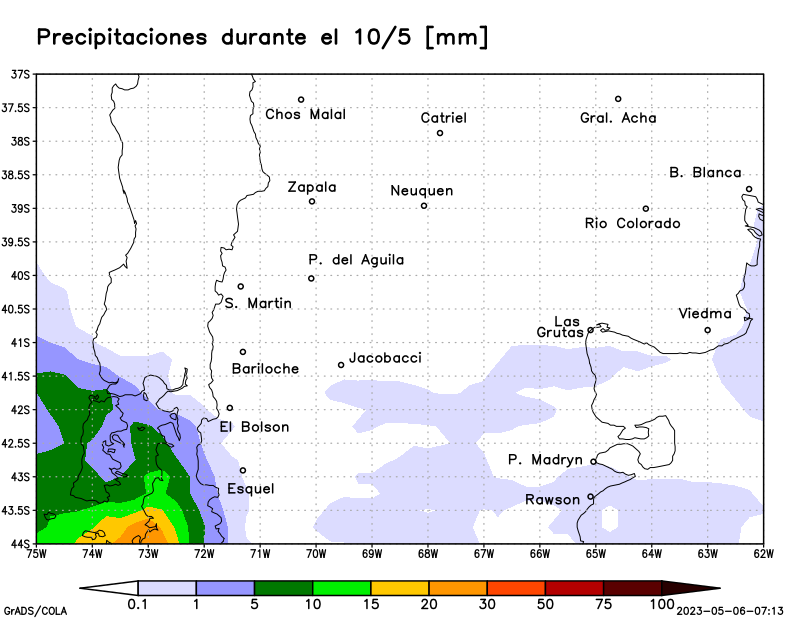 Precipitaciones durante el 10/5 [mm]
37S
37.5S
Chos Malal
Gral. Acha
Catriel
38S
38.5S
B. Blanca
Zapala
Neuquen
39S
Rio Colorado
39.5S
P. del Aguila
40S
S. Martin
40.5S
Viedma
Las
Grutas
41S
Jacobacci
Bariloche
41.5S
42S
El Bolson
42.5S
P. Madryn
43S
Esquel
Rawson
43.5S
44S
75W 74W 73W 72W 71W 70W 69W 68W 67W 66W 65W 64W 63W 62W
0.1 1 5 10 15 20 30 50 75 100
GrADS/COLA
2023-05-06-07:13